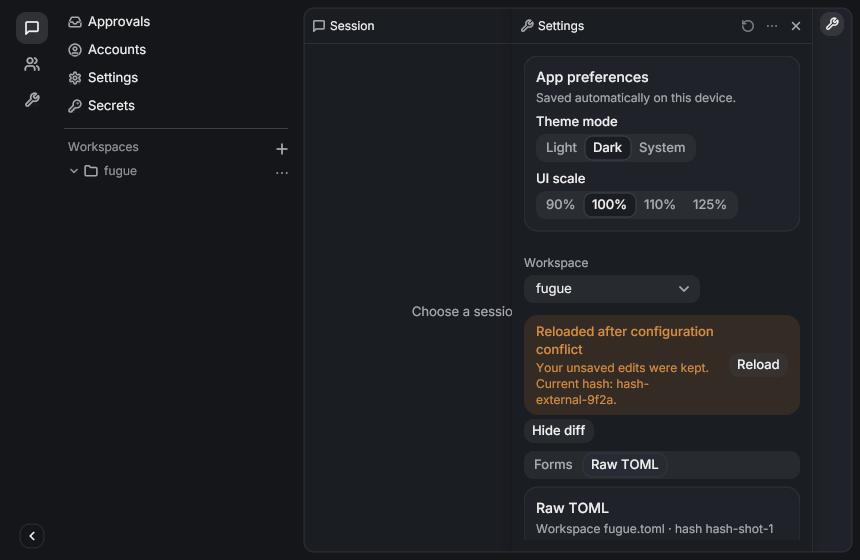 Approvals
Accounts
Settings
Secrets
Workspaces
fugue
Session
Choose a sessio
Settings
App preferences
Saved automatically on this device.
Theme mode
Light Dark System
UI scale
90% 100% 110% 125%
Workspace
fugue
Reloaded after configuration
conflict
Your unsaved edits were kept.
Current hash: hash-
external-9f2a.
Reload
Hide diff
Forms Raw TOML
Raw TOML
Workspace fugue.toml · hash hash-shot-1